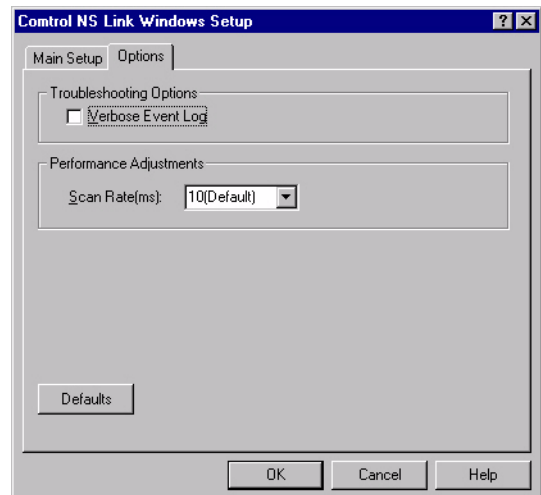 Comtrol NS Link Windows Setup
Main Setup Options
Troubleshooting Options
Verbose Event Log
Performance Adjustments
Scan Rate(ms): 10(Default)
Defaults
OK Cancel Help